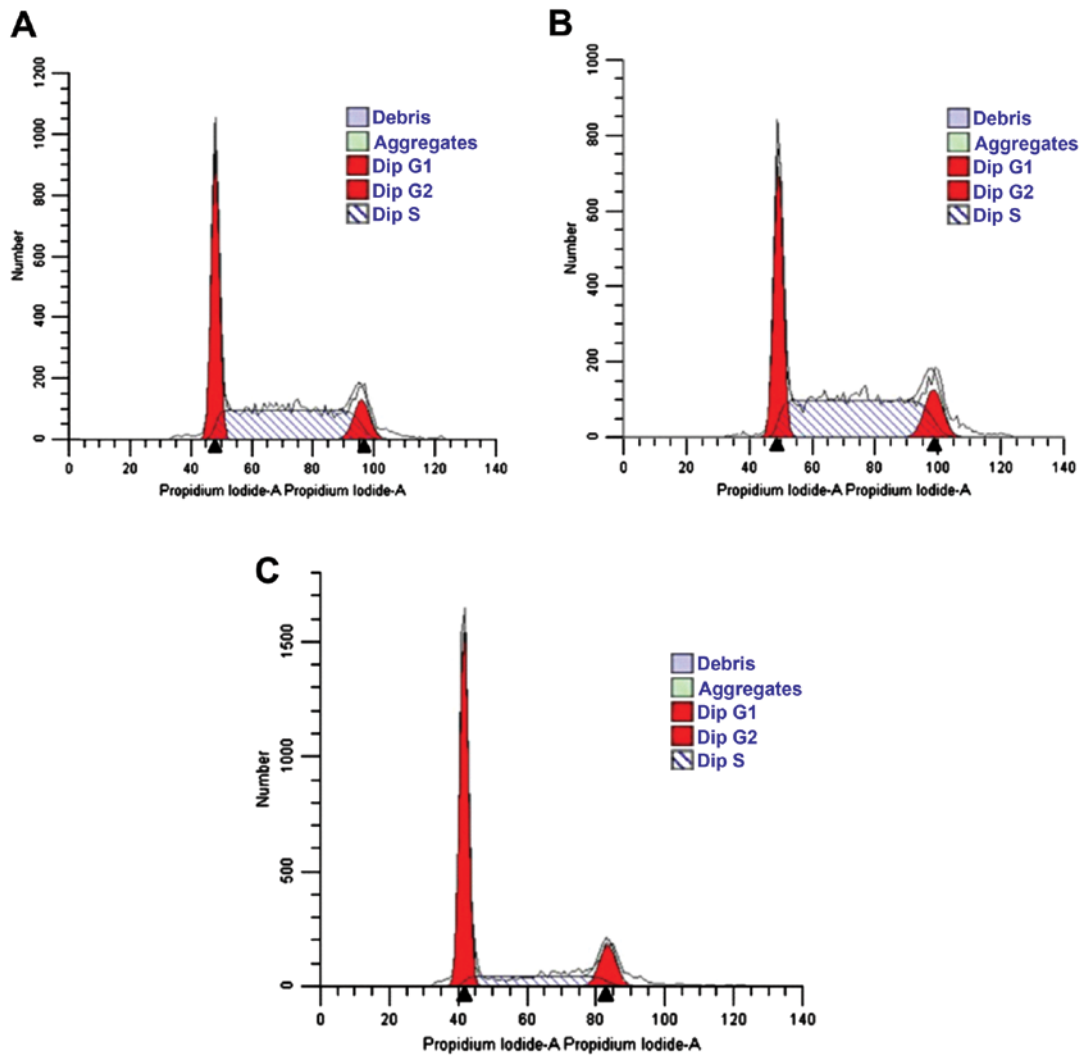 A
1200
1000
800
600
400
200
0
Number
Debris
Aggregates
Dip G1
Dip G2
Dip S
0 20 40 60 80 100 120 140
Propidium Iodide-A Propidium Iodide-A
B
1000
800
600
400
200
0
Number
Debris
Aggregates
Dip G1
Dip G2
Dip S
0 20 40 60 80 100 120 140
Propidium Iodide-A Propidium Iodide-A
C
1500
1000
500
0
Number
Debris
Aggregates
Dip G1
Dip G2
Dip S
0 20 40 60 80 100 120 140
Propidium Iodide-A Propidium Iodide-A